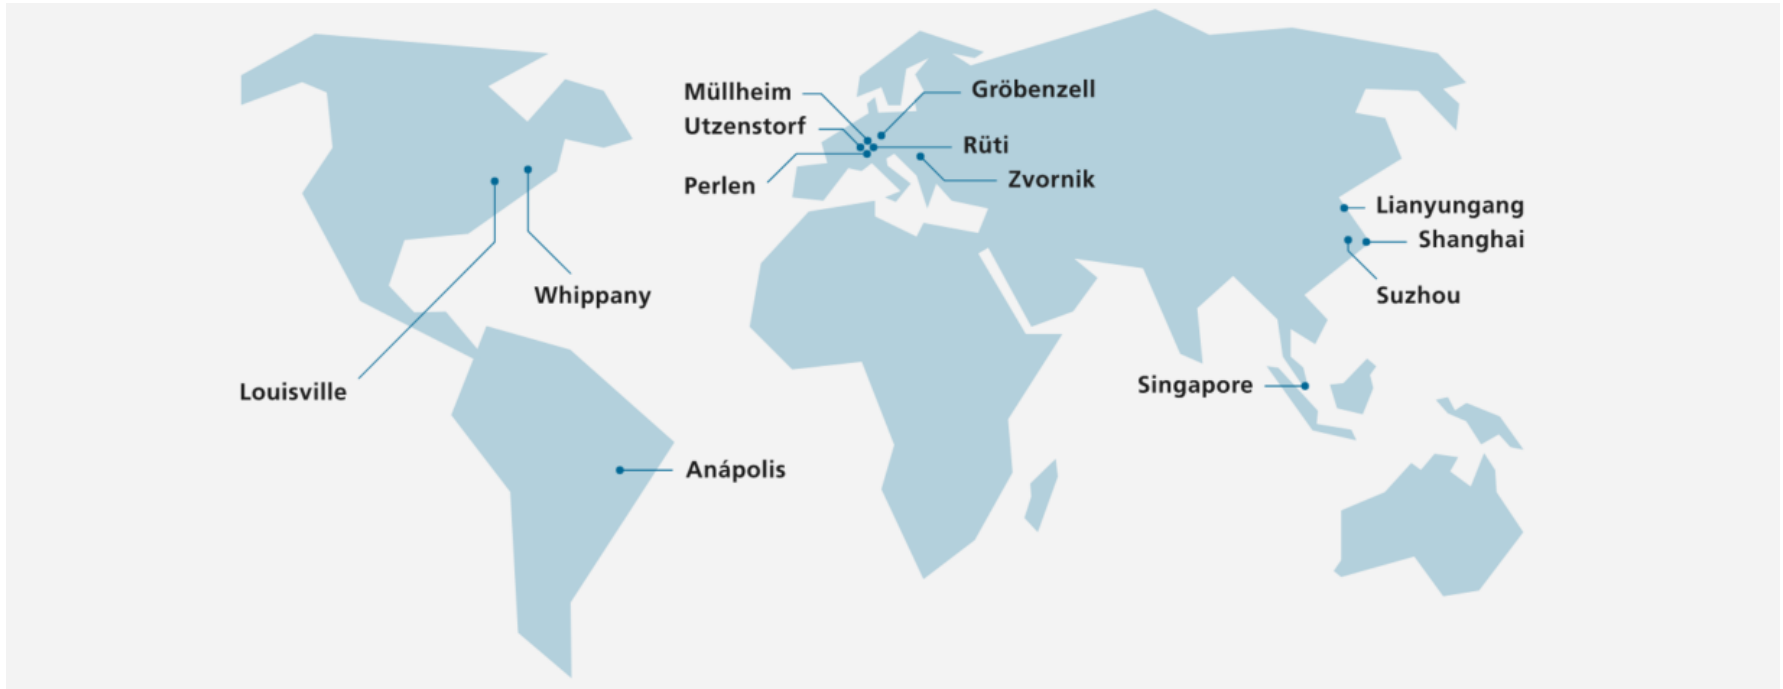 Müllheim
Gröbenzell
Utzenstorf
Rüti
Zvornik
Perlen
Lianyungang
Shanghai
Whippany
Suzhou
Singapore
Louisville
Anápolis